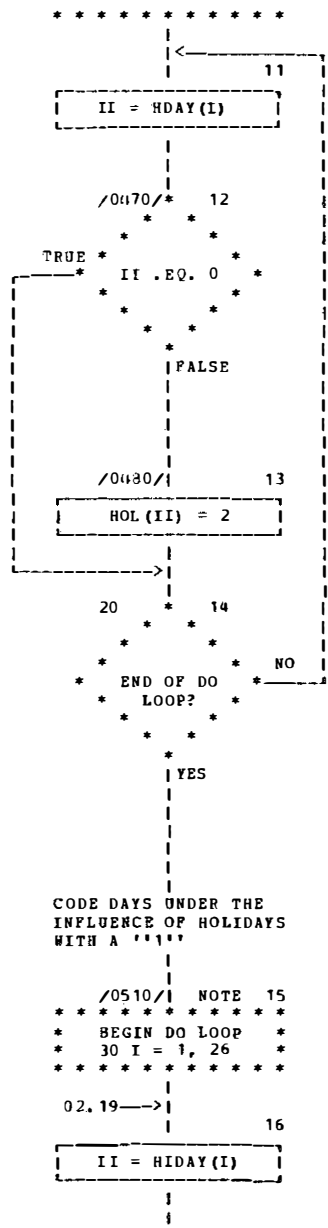 * * * * * * * * * * *
11
II = HDAY(I)
/0470/* 12
TRUE
II .EQ. 0
FALSE
/0480/ 13
HOL(II) = 2
20 * 14
END OF DO
LOOP?
NO
YES
CODE DAYS UNDER THE
INFLUENCE OF HOLIDAYS
WITH A ''1''
/0510/ NOTE 15
* * * * * * * * * * *
* BEGIN DO LOOP *
* 30 I = 1, 26 *
* * * * * * * * * * *
02.19--->
16
II = HIDAY(I)